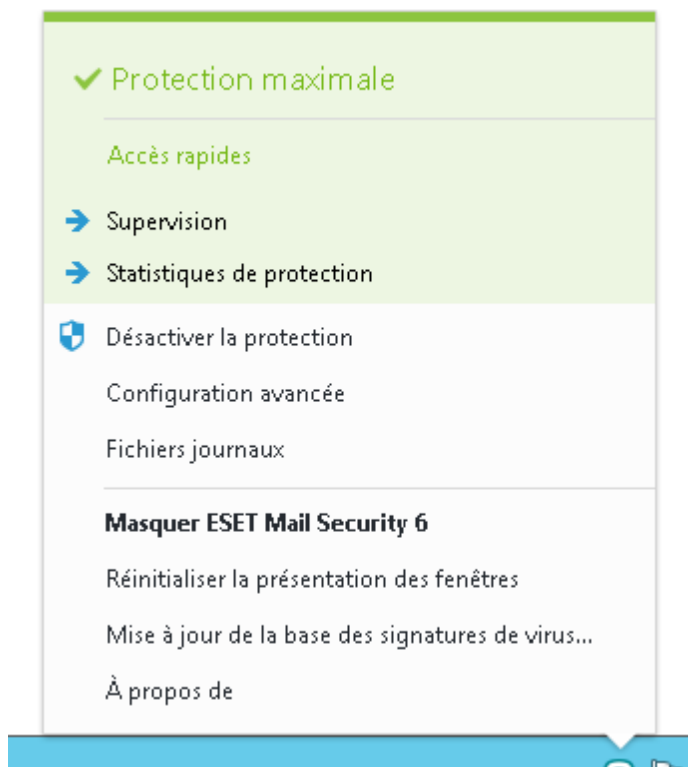 Protection maximale
Accès rapides
Supervision
Statistiques de protection
Désactiver la protection
Configuration avancée
Fichiers journaux
Masquer ESET Mail Security 6
Réinitialiser la présentation des fenêtres
Mise à jour de la base des signatures de virus...
À propos de